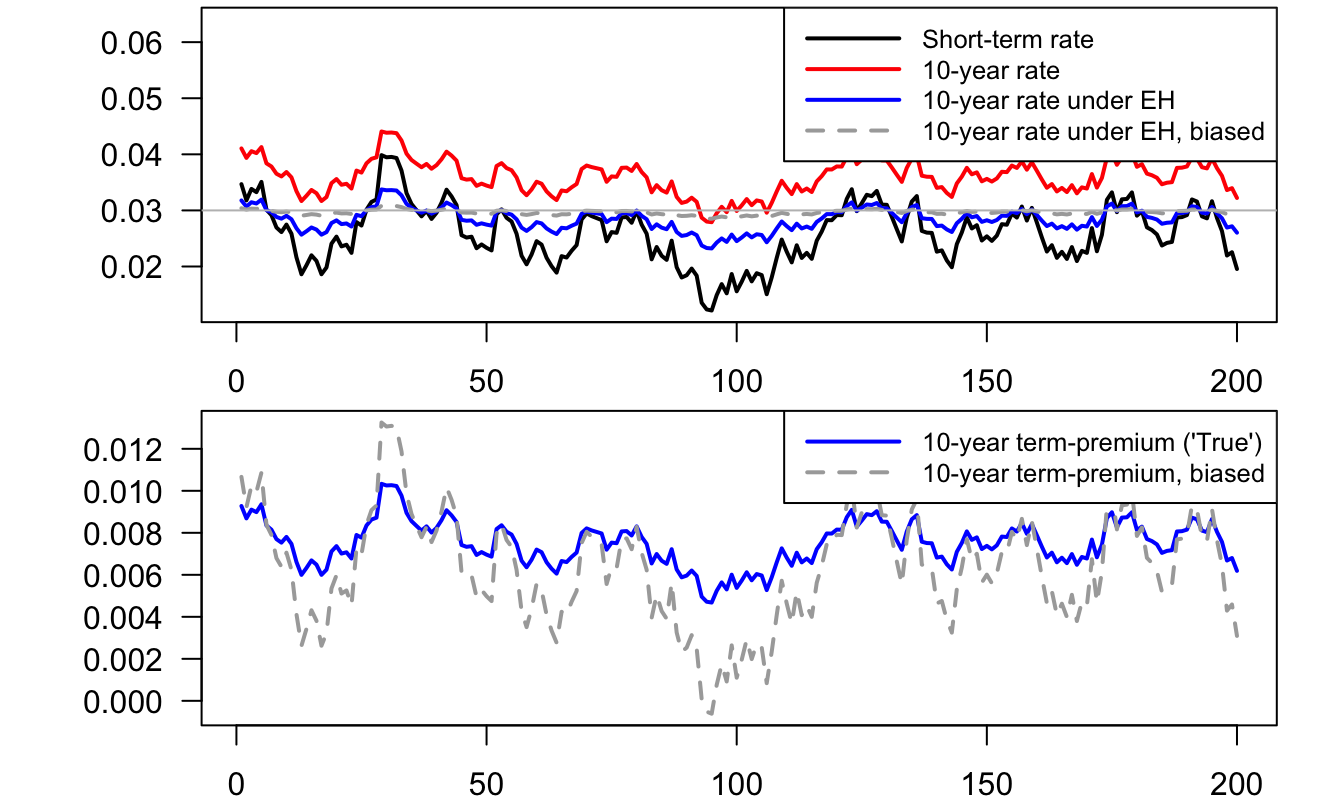 0.06
0.05
0.04
0.03
0.02
Short-term rate
10-year rate
10-year rate under EH
10-year rate under EH, biased
0 50 100 150 200
0.012
0.010
0.008
0.006
0.004
0.002
0.000
10-year term-premium ('True')
10-year term-premium, biased
0 50 100 150 200